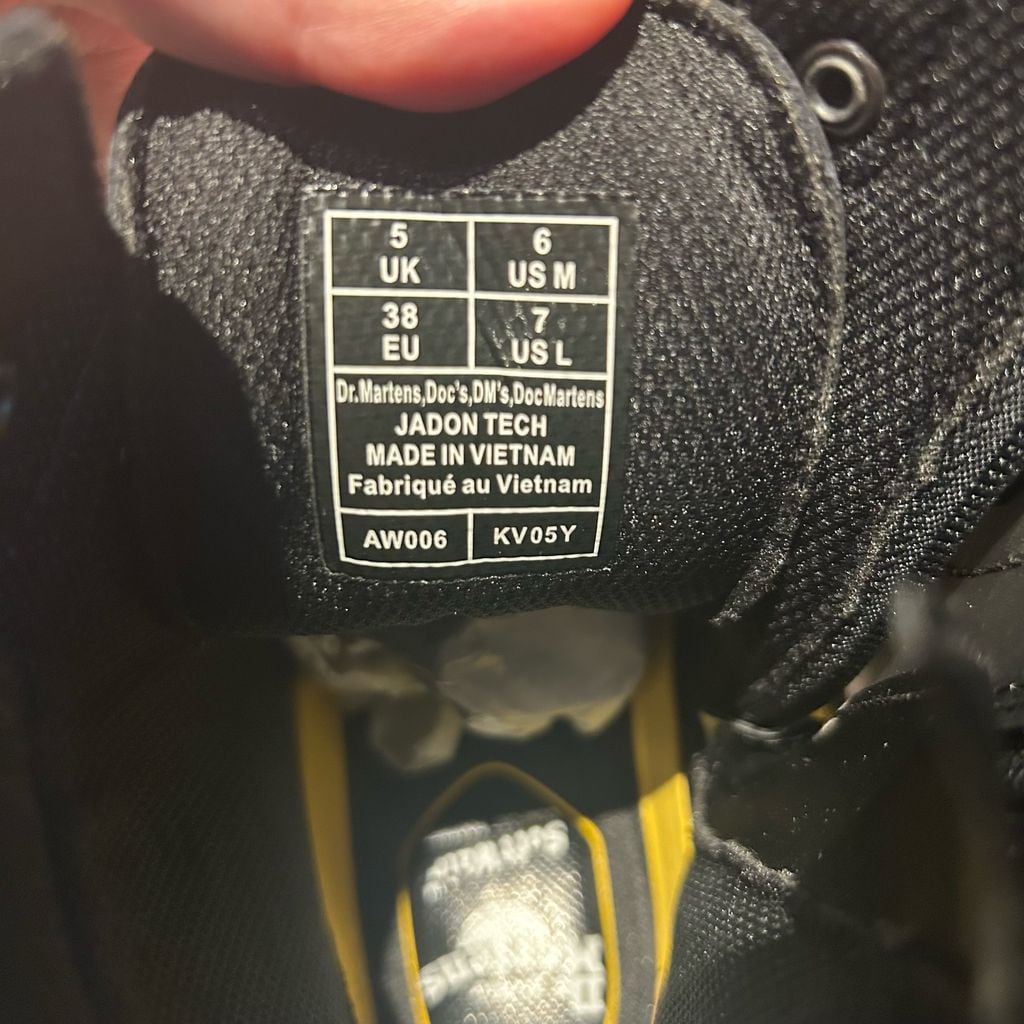 5 UK
6 US M
38 EU
7 US L
Dr.Martens,Doc's,DM's,DocMartens
JADON TECH
MADE IN VIETNAM
Fabriqué au Vietnam
AW006
KV05Y